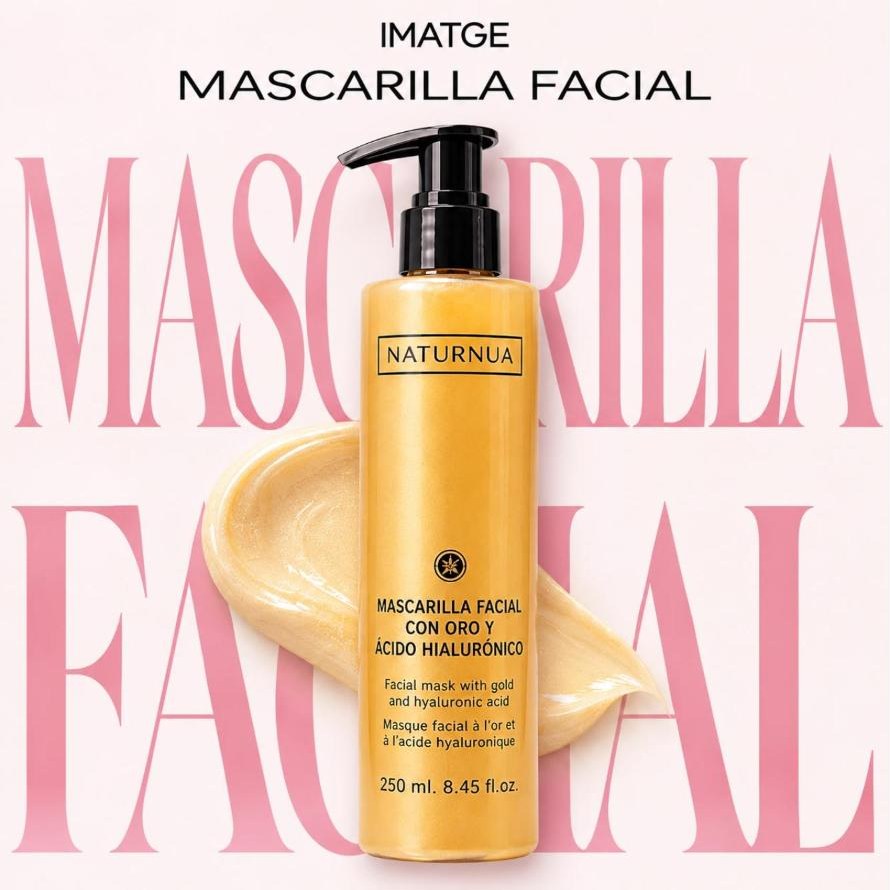 IMATGE
MASCARILLA FACIAL
MASCARILLA
FACIAL
NATURNUA
MASCARILLA FACIAL
CON ORO Y
ÁCIDO HIALURÓNICO
Facial mask with gold
and hyaluronic acid
Masque facial à l'or et
à l'acide hyaluronique
250 ml. 8.45 fl.oz.